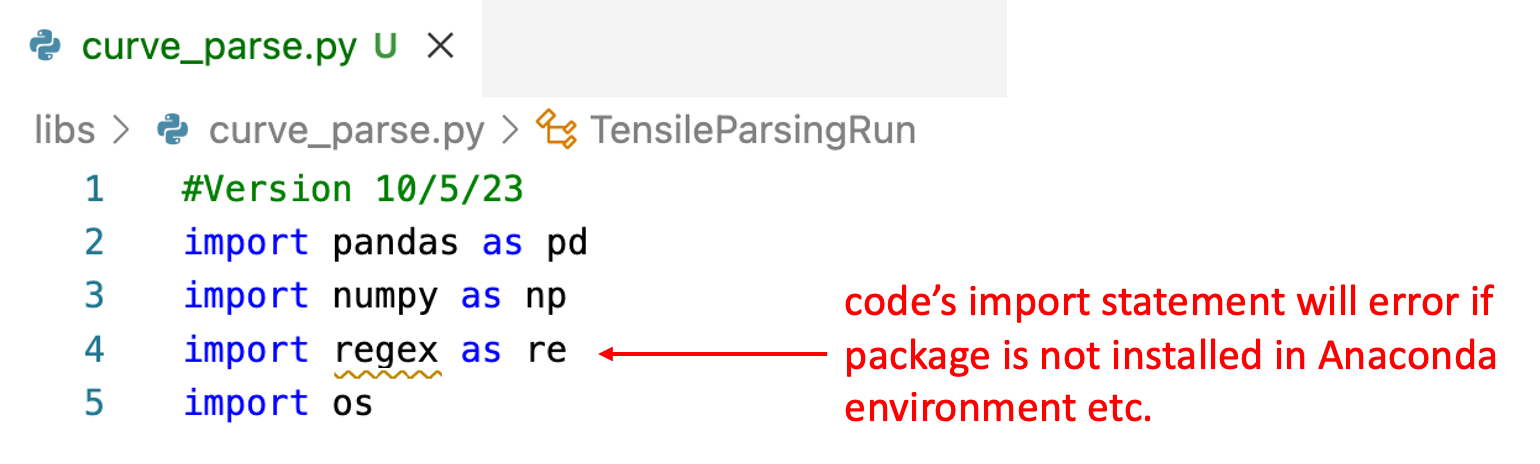 curve_parse.py U
libs > curve_parse.py > TensileParsingRun
1 #Version 10/5/23
2 import pandas as pd
3 import numpy as np
4 import regex as re
5 import os
code’s import statement will error if
package is not installed in Anaconda
environment etc.